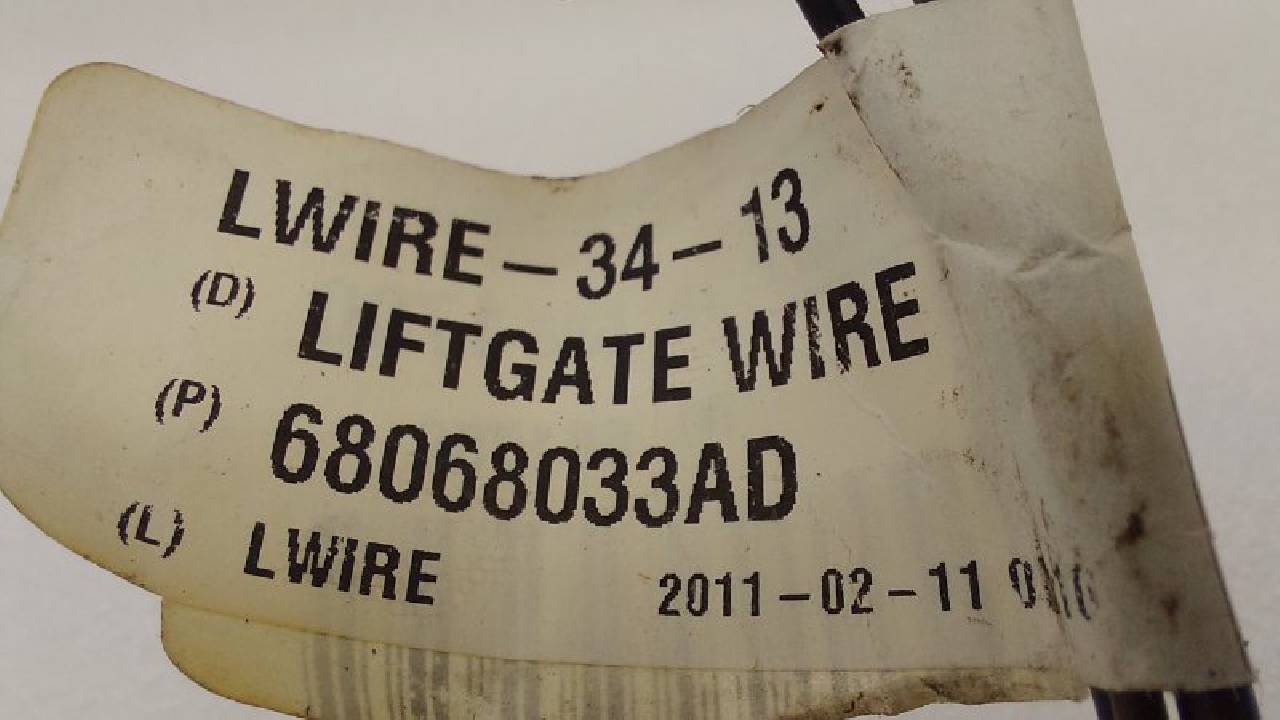 LWIRE-34-13
(D) LIFTGATE WIRE
(P) 68068033AD
(L) LWIRE 2011-02-11